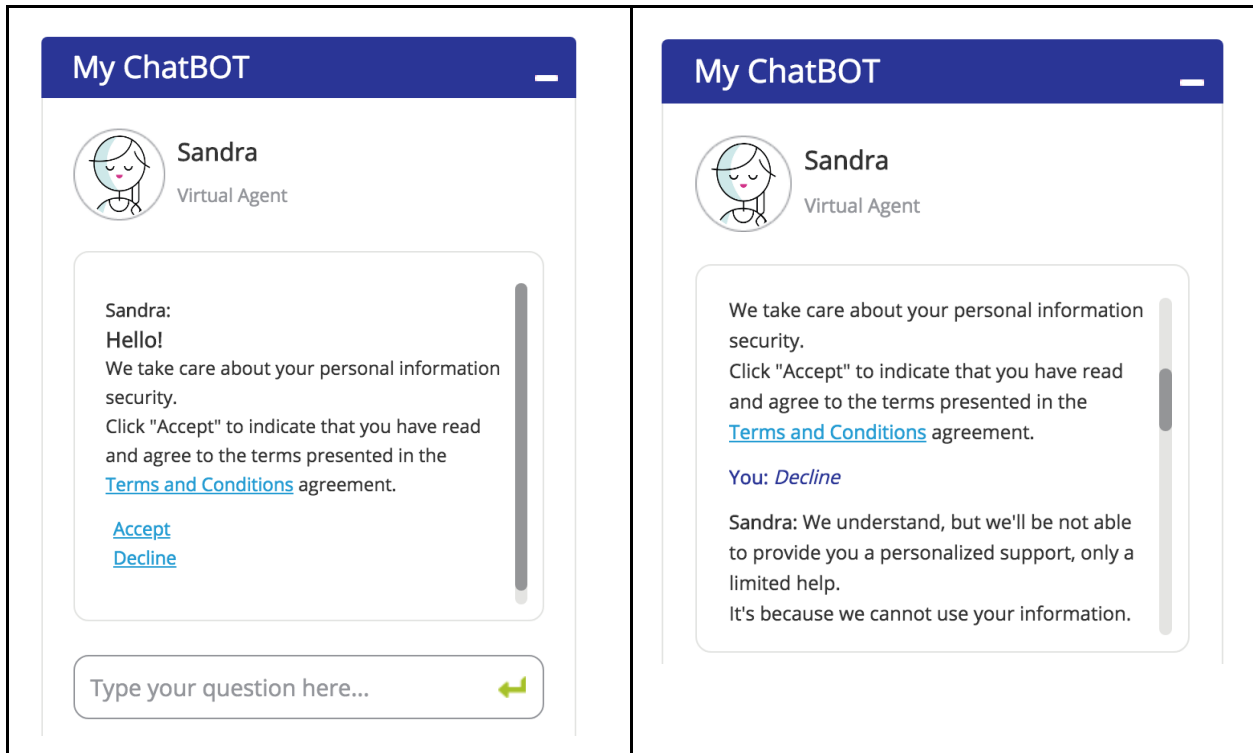 My ChatBOT
Sandra
Virtual Agent
Sandra:
Hello!
We take care about your personal information
security.
Click "Accept" to indicate that you have read
and agree to the terms presented in the
Terms and Conditions agreement.
Accept
Decline
Type your question here...
My ChatBOT
Sandra
Virtual Agent
We take care about your personal information
security.
Click "Accept" to indicate that you have read
and agree to the terms presented in the
Terms and Conditions agreement.
You: Decline
Sandra: We understand, but we'll be not able
to provide you a personalized support, only a
limited help.
It's because we cannot use your information.